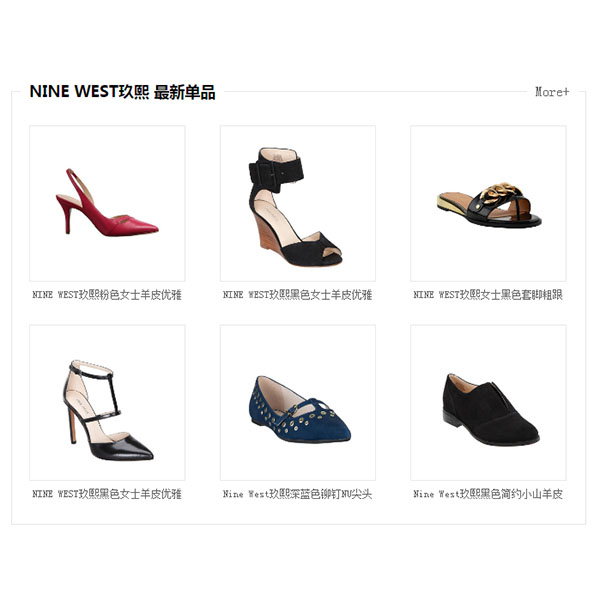 NINE WEST玖熙 最新单品
More+
NINE WEST玖熙粉色女士羊皮优雅
NINE WEST玖熙黑色女士羊皮优雅
NINE WEST玖熙女士黑色套脚粗跟
NINE WEST玖熙黑色女士羊皮优雅
Nine West玖熙深蓝色铆钉NU尖头
Nine West玖熙黑色简约小山羊皮